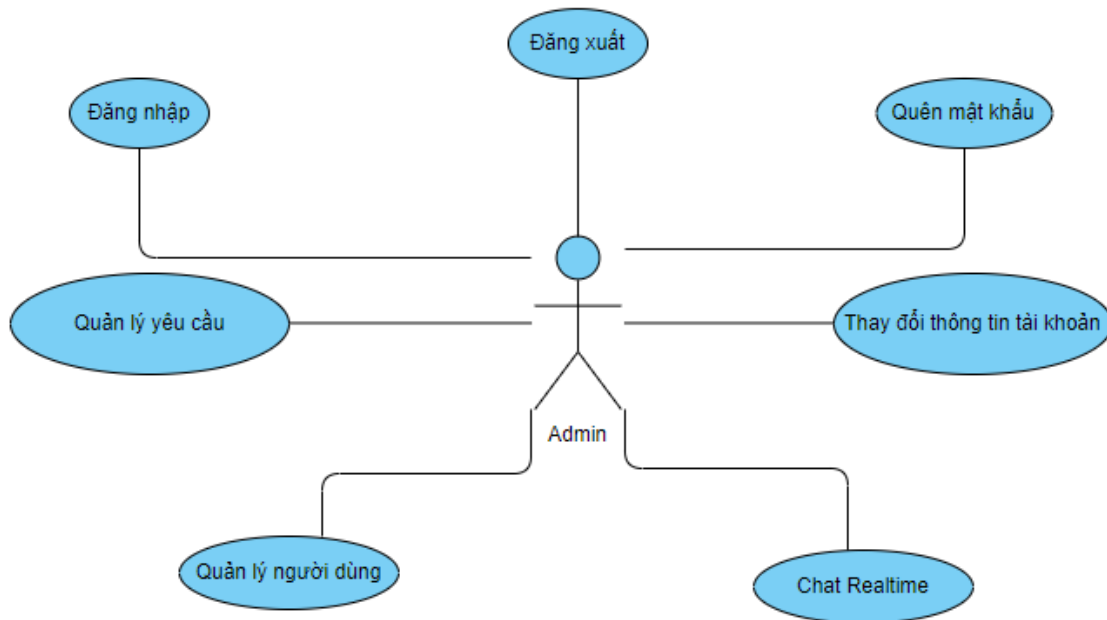 Đăng xuất
Đăng nhập
Quên mật khẩu
Quản lý yêu cầu
Thay đổi thông tin tài khoản
Admin
Quản lý người dùng
Chat Realtime